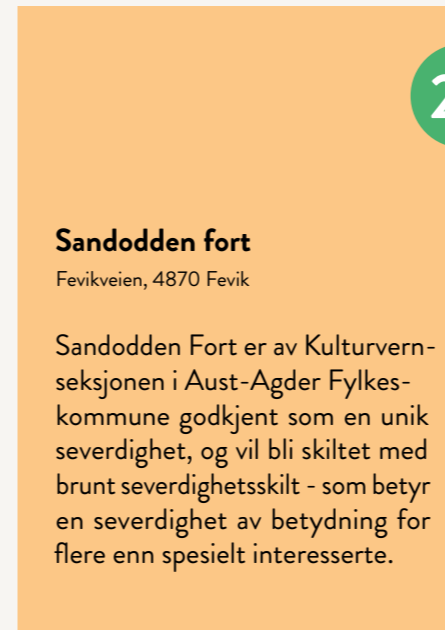 2
Sandodden fort
Fevikveien, 4870 Fevik
Sandodden Fort er av Kulturvern-
seksjonen i Aust-Agder Fylkes-
kommune godkjent som en unik
severdighet, og vil bli skiltet med
brunt severdighetsskilt - som betyr
en severdighet av betydning for
flere enn spesielt interesserte.